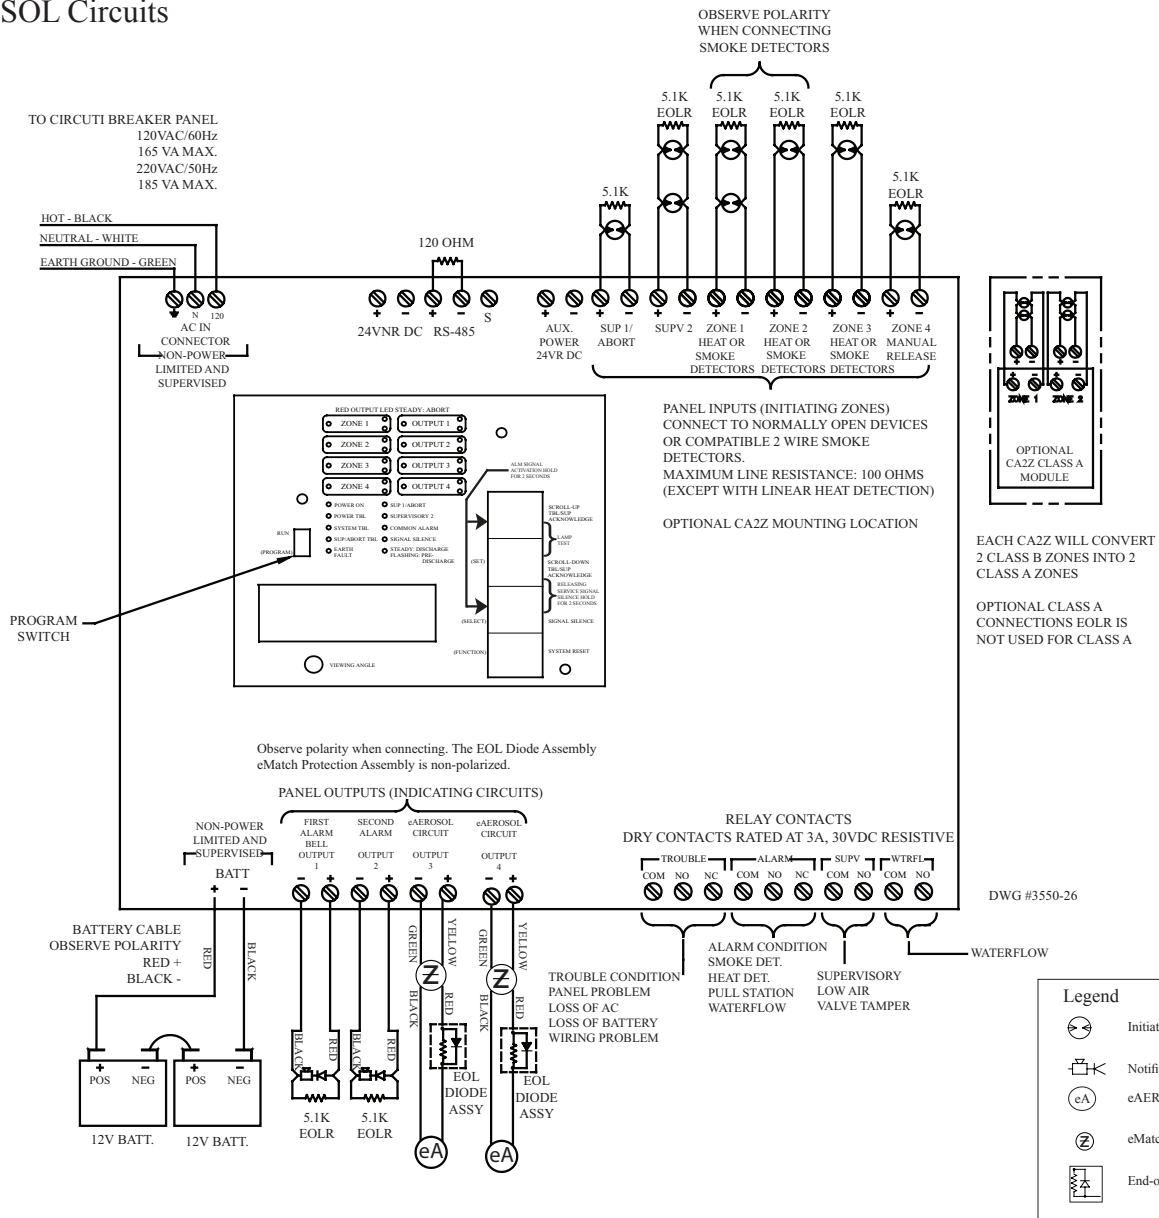 SOL Circuits
OBSERVE POLARITY
WHEN CONNECTING
SMOKE DETECTORS
5.1K
EOLR
5.1K
EOLR
5.1K
EOLR
5.1K
EOLR
TO CIRCUTI BREAKER PANEL
120VAC/60Hz
165 VA MAX.
220VAC/50Hz
185 VA MAX.
5.1K
5.1K
EOLR
HOT - BLACK
NEUTRAL - WHITE
EARTH GROUND - GREEN
120 OHM
N 120
AC IN
CONNECTOR
NON-POWER
LIMITED AND
SUPERVISED
+ - + - S
24VNR DC RS-485
+ - + - + - + - + - + - + -
AUX.
POWER
24VR DC
SUP 1/
ABORT
SUPV 2
ZONE 1
HEAT OR
SMOKE
DETECTORS
ZONE 2
HEAT OR
SMOKE
DETECTORS
ZONE 3
HEAT OR
SMOKE
DETECTORS
ZONE 4
MANUAL
RELEASE
+ - + -
+ - + -
ZONE 1 ZONE 2
OPTIONAL
CA2Z CLASS A
MODULE
PANEL INPUTS (INITIATING ZONES)
CONNECT TO NORMALLY OPEN DEVICES
OR COMPATIBLE 2 WIRE SMOKE
DETECTORS.
MAXIMUM LINE RESISTANCE: 100 OHMS
(EXCEPT WITH LINEAR HEAT DETECTION)
OPTIONAL CA2Z MOUNTING LOCATION
EACH CA2Z WILL CONVERT
2 CLASS B ZONES INTO 2
CLASS A ZONES
OPTIONAL CLASS A
CONNECTIONS EOLR IS
NOT USED FOR CLASS A
RED OUTPUT LED STEADY: ABORT
ZONE 1 OUTPUT 1
ZONE 2 OUTPUT 2
ZONE 3 OUTPUT 3
ZONE 4 OUTPUT 4
POWER ON SUP 1/ABORT
POWER TBL SUPERVISORY 2
SYSTEM TBL COMMON ALARM
SUP/ABORT TBL SIGNAL SILENCE
EARTH
FAULT
STEADY: DISCHARGE
FLASHING: PRE-
DISCHARGE
RUN
(PROGRAM)
ALM SIGNAL
ACTIVATION HOLD
FOR 2 SECONDS
SCROLL-UP
TBL/SUP
ACKNOWLEDGE
LAMP
TEST
(SET)
SCROLL-DOWN
TBL/SUP
ACKNOWLEDGE
RELEASING
SERVICE SIGNAL
SILENCE HOLD
FOR 2 SECONDS
(SELECT)
SIGNAL SILENCE
(FUNCTION)
SYSTEM RESET
VIEWING ANGLE
PROGRAM
SWITCH
Observe polarity when connecting. The EOL Diode Assembly
eMatch Protection Assembly is non-polarized.
PANEL OUTPUTS (INDICATING CIRCUITS)
NON-POWER
LIMITED AND
SUPERVISED
BATT
+ -
FIRST
ALARM
BELL
OUTPUT
1
SECOND
ALARM
OUTPUT
2
eAEROSOL
CIRCUIT
OUTPUT
3
eAEROSOL
CIRCUIT
OUTPUT
4
- + - + - + - +
RELAY CONTACTS
DRY CONTACTS RATED AT 3A, 30VDC RESISTIVE
TROUBLE ALARM SUPV WTRFL
COM NO NC COM NO NC COM NO COM NO
DWG #3550-26
BATTERY CABLE
OBSERVE POLARITY
RED +
BLACK -
RED
BLACK
GREEN
YELLOW
GREEN
YELLOW
Z
Z
BLACK
RED
BLACK
RED
BLACK
RED
BLACK
RED
TROUBLE CONDITION
PANEL PROBLEM
LOSS OF AC
LOSS OF BATTERY
WIRING PROBLEM
ALARM CONDITION
SMOKE DET.
HEAT DET.
PULL STATION
WATERFLOW
SUPERVISORY
LOW AIR
VALVE TAMPER
WATERFLOW
+ -
POS NEG
+ -
POS NEG
12V BATT.
12V BATT.
5.1K
EOLR
5.1K
EOLR
EOL
DIODE
ASSY
EOL
DIODE
ASSY
eA
eA
Legend
Initiat
Notifi
eA eAER
Z eMatc
End-o